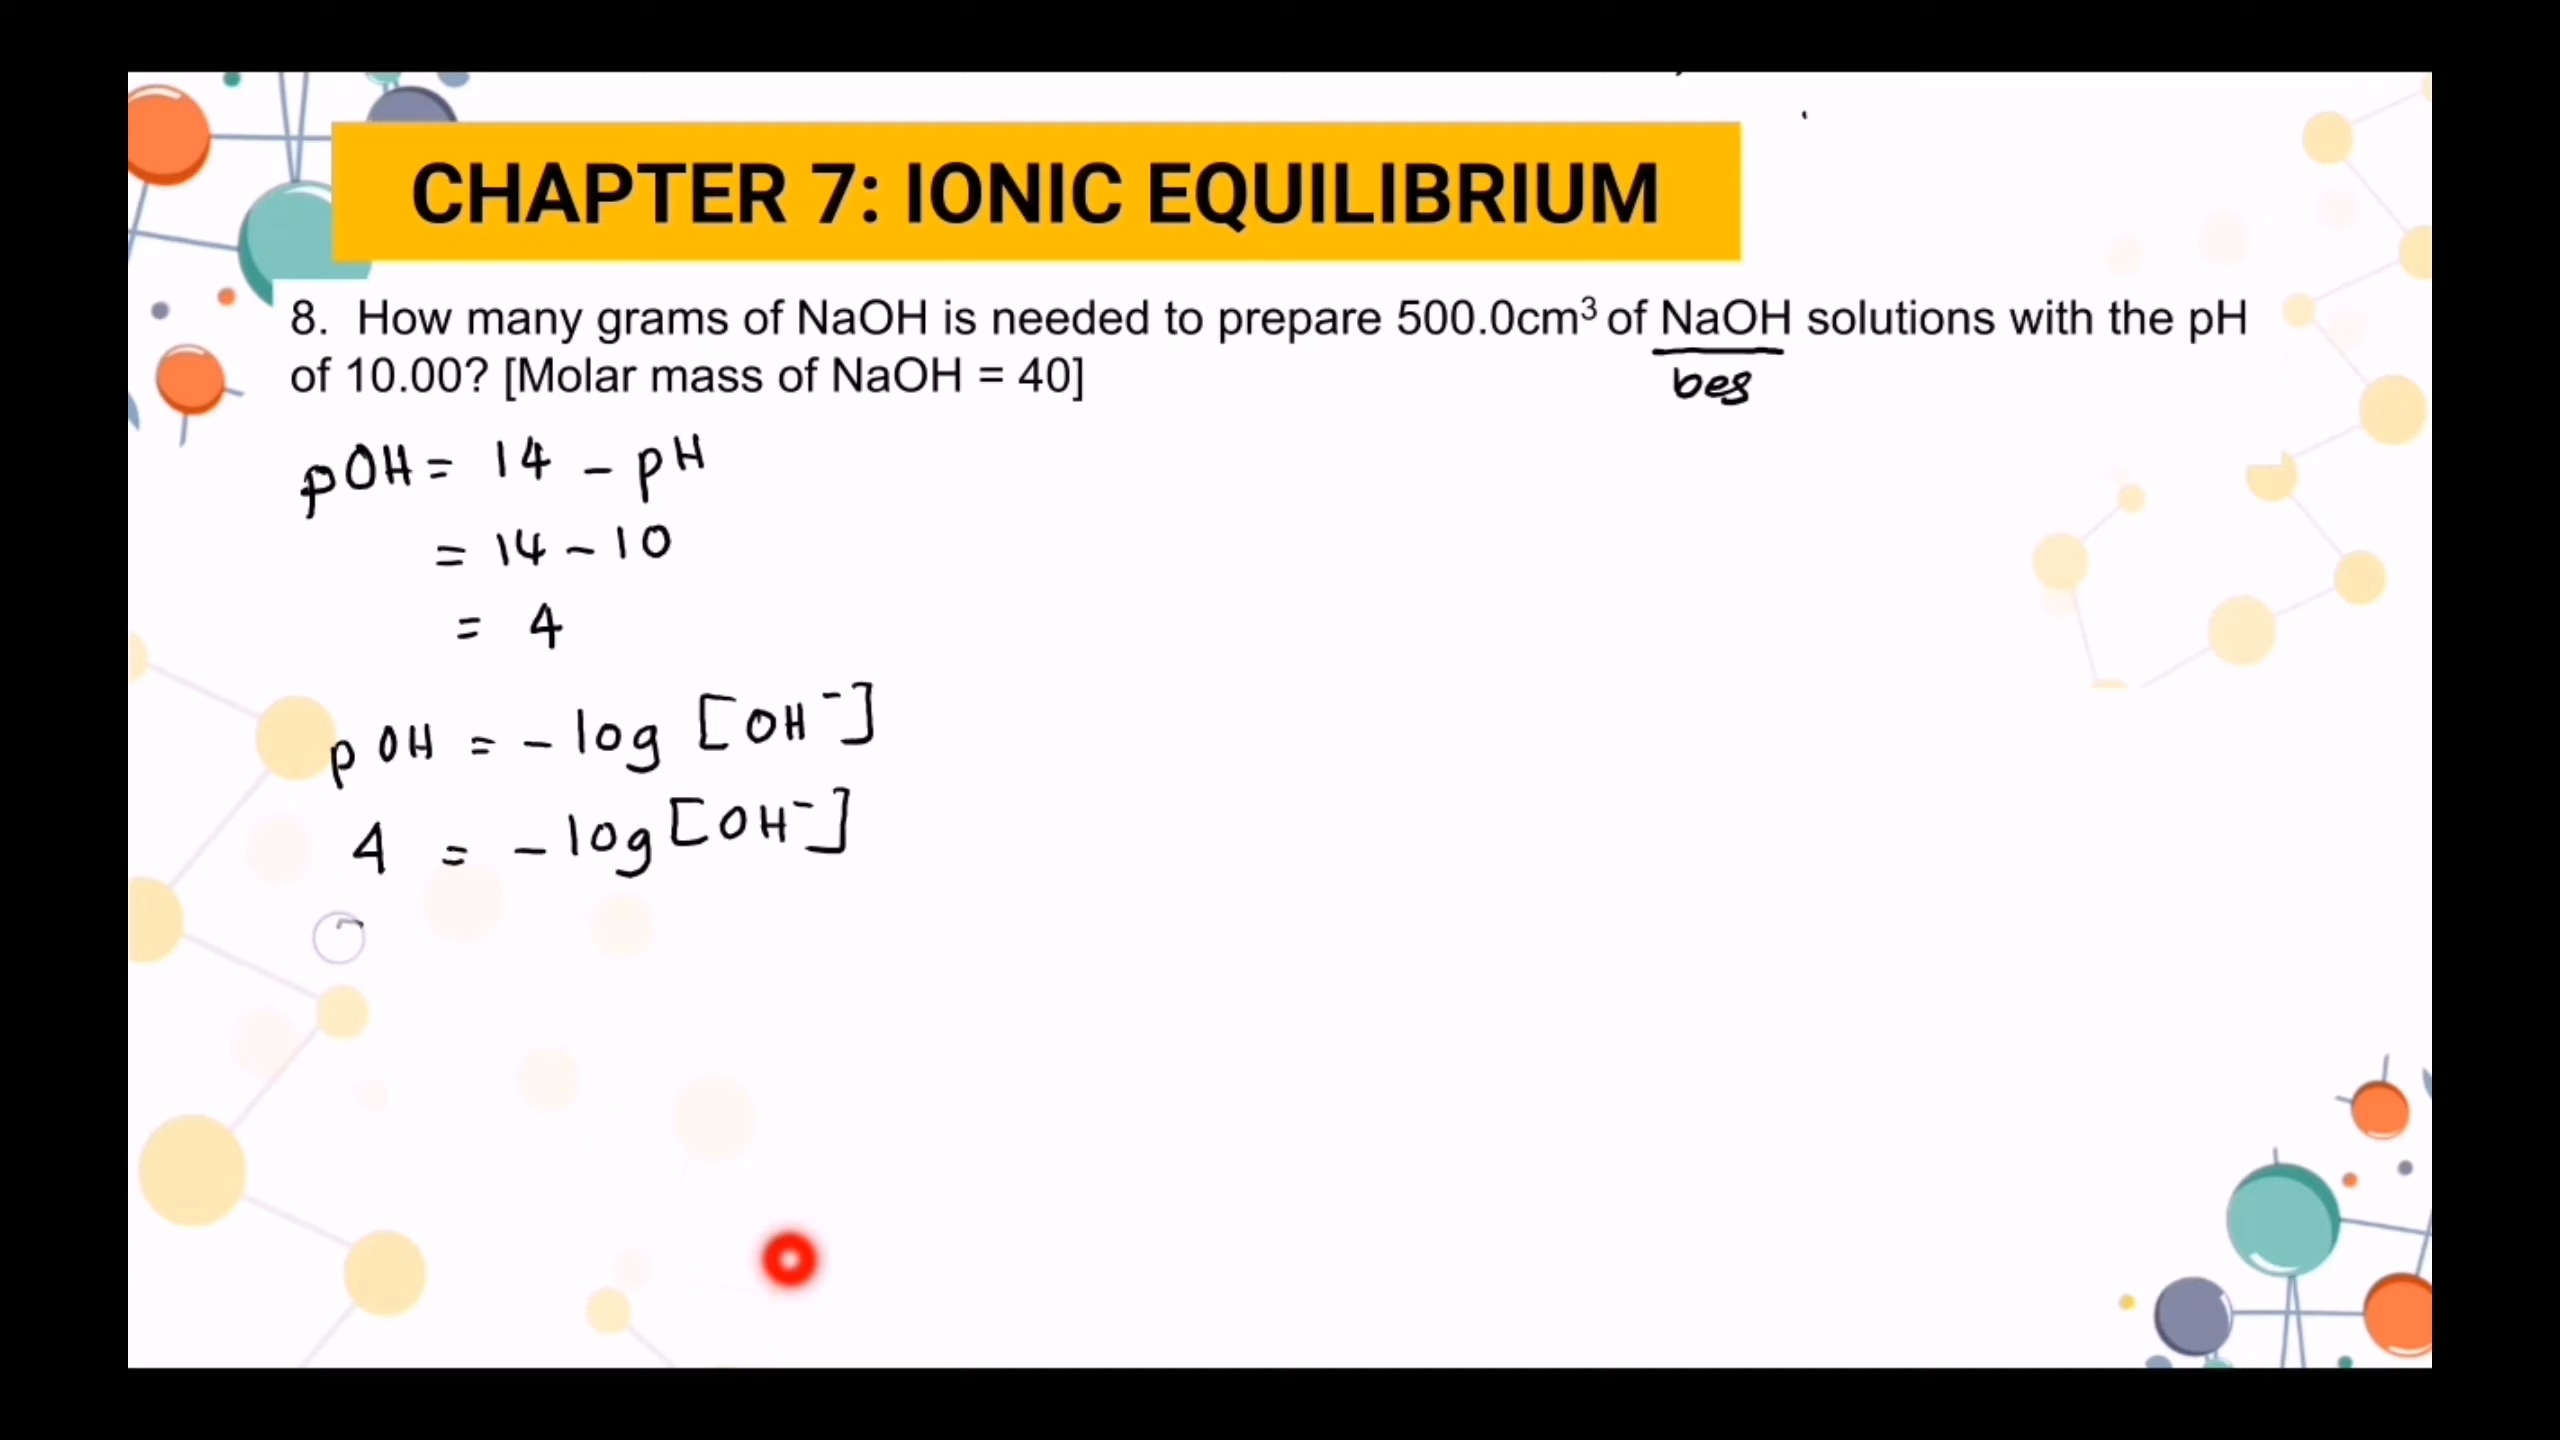 CHAPTER 7: IONIC EQUILIBRIUM
8. How many grams of NaOH is needed to prepare 500.0cm³ of NaOH solutions with the pH
of 10.00? [Molar mass of NaOH = 40]
bes
pOH = 14 - pH
= 14 - 10
= 4
pOH = - log [OH⁻]
4 = - log [OH⁻]